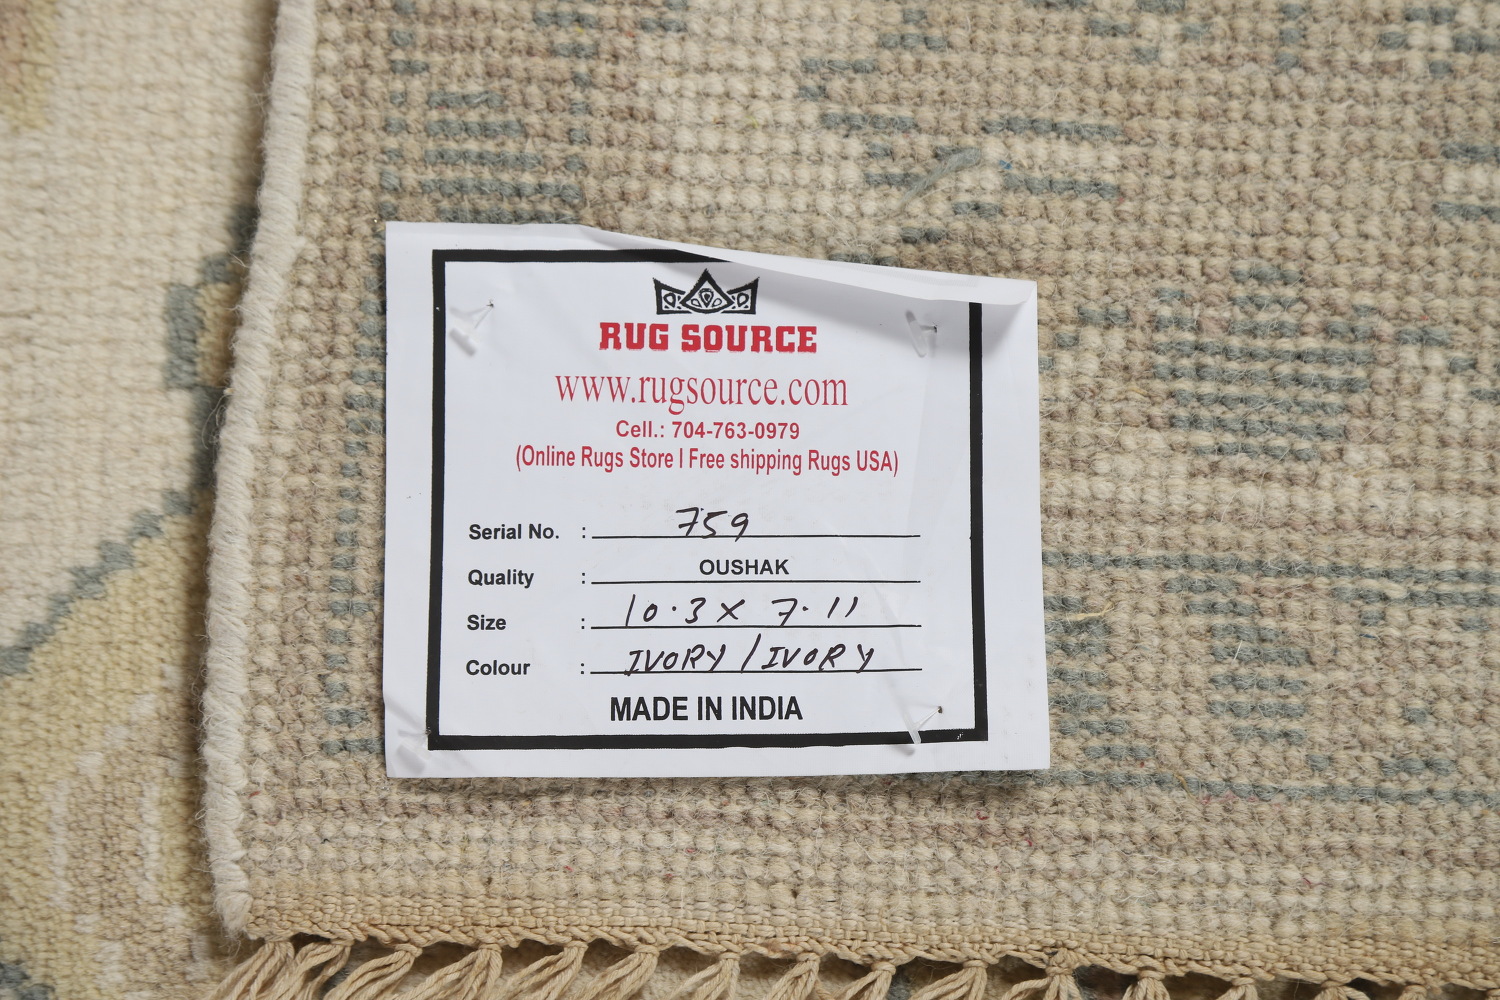 RUG SOURCE
www.rugsource.com
Cell.: 704-763-0979
(Online Rugs Store I Free shipping Rugs USA)
Serial No. : 759
Quality : OUSHAK
Size : 10.3 X 7.11
Colour : IVORY / IVORY
MADE IN INDIA